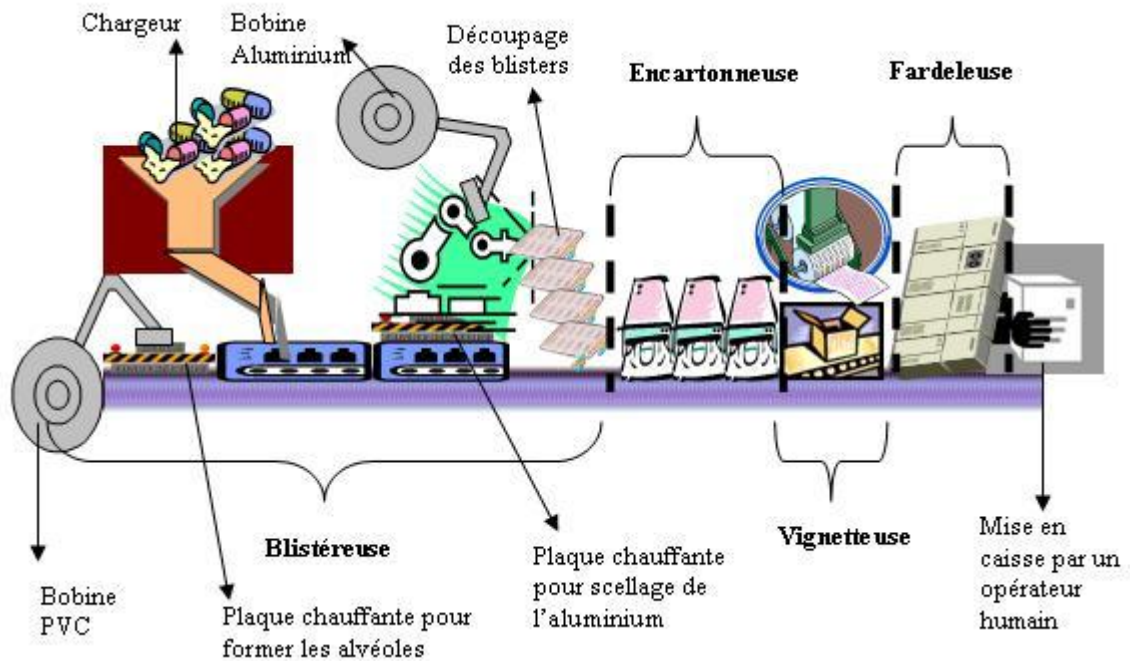 Chargeur
Bobine
Aluminium
Découpage
des blisters
Encartonneuse
Fardeleuse
Blistéreuse
Vignetteuse
Bobine
PVC
Plaque chauffante pour
former les alvéoles
Plaque chauffante
pour scellage de
l'aluminium
Mise en
caisse par un
opérateur
humain